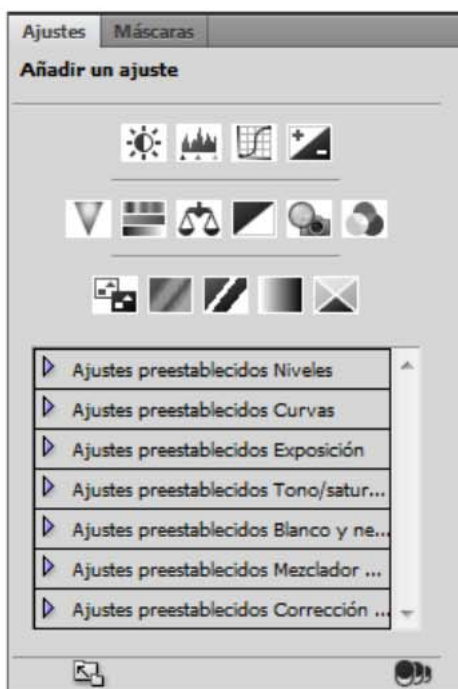 Ajustes Máscaras
Añadir un ajuste
Ajustes preestablecidos Niveles
Ajustes preestablecidos Curvas
Ajustes preestablecidos Exposición
Ajustes preestablecidos Tono/satur...
Ajustes preestablecidos Blanco y ne...
Ajustes preestablecidos Mezclador ...
Ajustes preestablecidos Corrección ...